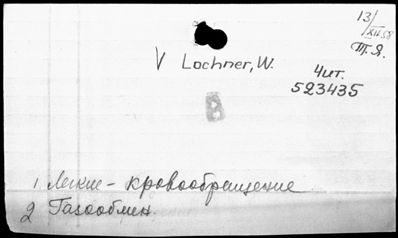 13/XII.58
Т.Я.
V Lochner, W.
Чит.
523435
В
1 Легкие - кровообращение
2 Газообмен.